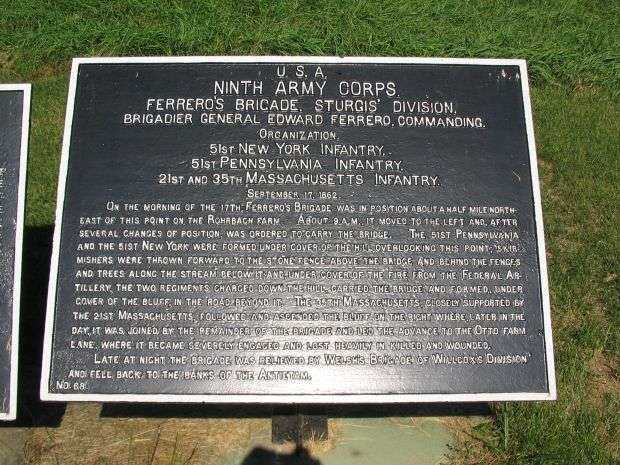 U.S.A.
NINTH ARMY CORPS.
FERRERO'S BRIGADE, STURGIS' DIVISION,
BRIGADIER GENERAL EDWARD FERRERO, COMMANDING.
ORGANIZATION.
51ST NEW YORK INFANTRY,
51ST PENNSYLVANIA INFANTRY,
21ST AND 35TH MASSACHUSETTS INFANTRY.
SEPTEMBER 17, 1862.
ON THE MORNING OF THE 17TH, FERRERO'S BRIGADE WAS IN POSITION ABOUT A HALF MILE NORTH-
EAST OF THIS POINT ON THE ROHRBACH FARM. ABOUT 9 A.M. IT MOVED TO THE LEFT AND, AFTER
SEVERAL CHANGES OF POSITION, WAS ORDERED TO CARRY THE BRIDGE. THE 51ST PENNSYLVANIA
AND THE 51ST NEW YORK WERE FORMED UNDER COVER OF THE HILL OVERLOOKING THIS POINT; SKIR-
MISHERS WERE THROWN FORWARD TO THE STONE FENCE ABOVE THE BRIDGE AND BEHIND THE FENCES
AND TREES ALONG THE STREAM BELOW IT AND UNDER COVER OF THE FIRE FROM THE FEDERAL AR-
TILLERY, THE TWO REGIMENTS CHARGED DOWN THE HILL, CARRIED THE BRIDGE AND FORMED, UNDER
COVER OF THE BLUFF, IN THE ROAD BEYOND IT. THE 35TH MASSACHUSETTS, CLOSELY SUPPORTED BY
THE 21ST MASSACHUSETTS, FOLLOWED AND ASCENDED THE BLUFF ON THE RIGHT WHERE, LATER IN THE
DAY, IT WAS JOINED BY THE REMAINDER OF THE BRIGADE AND LED THE ADVANCE TO THE OTTO FARM
LANE, WHERE IT BECAME SEVERELY ENGAGED AND LOST HEAVILY IN KILLED AND WOUNDED.
LATE AT NIGHT THE BRIGADE WAS RELIEVED BY WELSH'S BRIGADE OF WILLCOX'S DIVISION
AND FELL BACK TO THE BANKS OF THE ANTIETAM.
NO. 68.